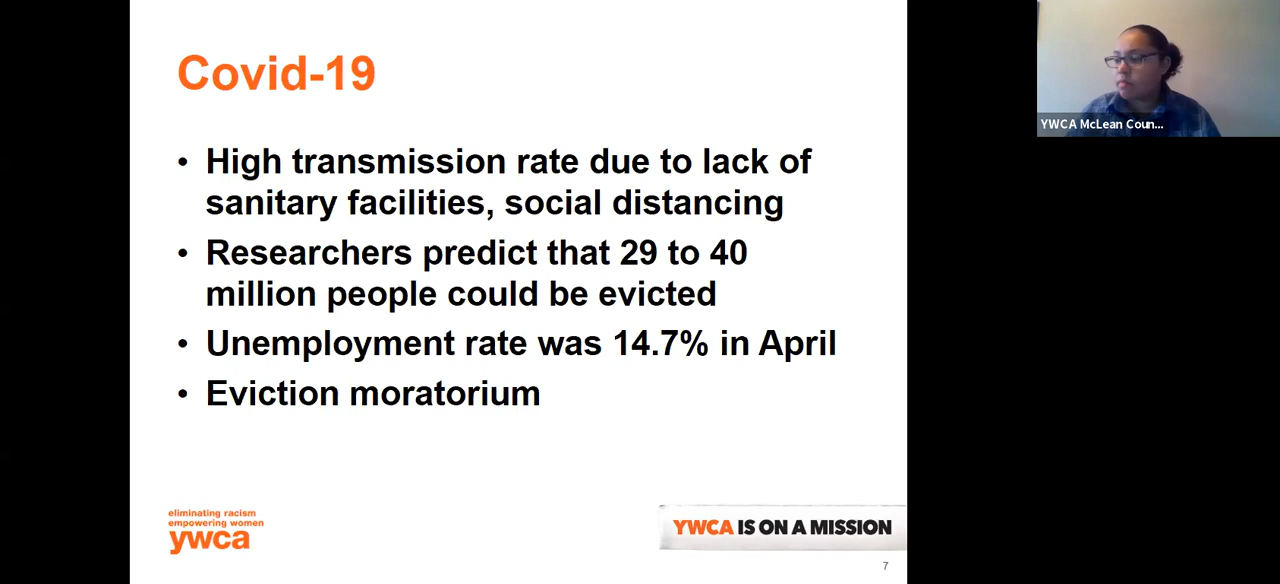 Covid-19
YWCA McLean Coun...
• High transmission rate due to lack of
sanitary facilities, social distancing
• Researchers predict that 29 to 40
million people could be evicted
• Unemployment rate was 14.7% in April
• Eviction moratorium
eliminating racism
empowering women
ywca
YWCA IS ON A MISSION
7